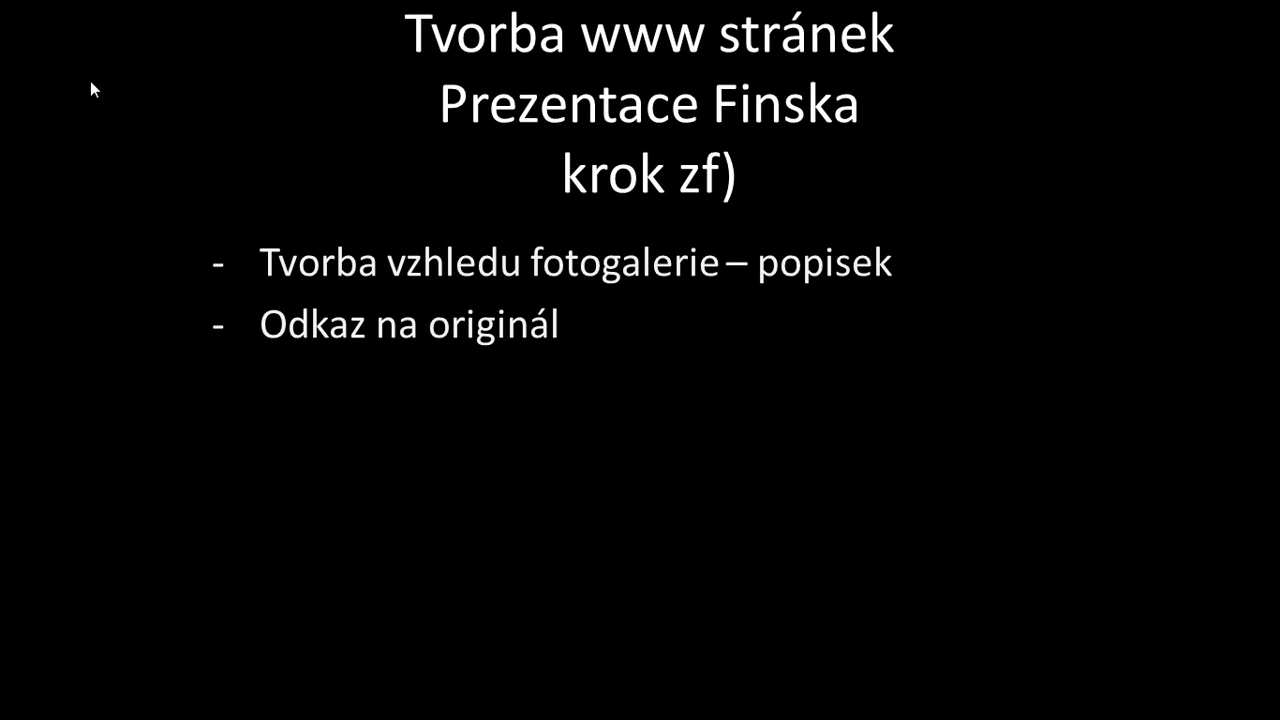 Tvorba www stránek
Prezentace Finska
krok zf)
- Tvorba vzhledu fotogalerie – popisek
- Odkaz na originál